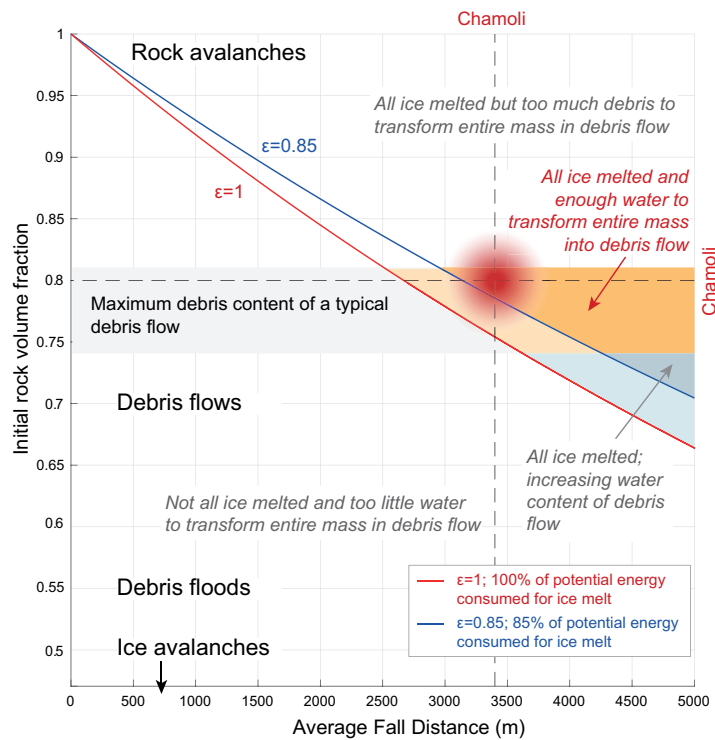 Chamoli
1
0.95
0.9
0.85
0.8
0.75
0.7
0.65
0.6
0.55
0.5
Initial rock volume fraction
Rock avalanches
All ice melted but too much debris to
transform entire mass in debris flow
ε=0.85
ε=1
All ice melted and
enough water to
transform entire mass
into debris flow
Chamoli
Maximum debris content of a typical
debris flow
Debris flows
All ice melted;
increasing water
content of debris
flow
Not all ice melted and too little water
to transform entire mass in debris flow
Debris floods
ε=1; 100% of potential energy
consumed for ice melt
ε=0.85; 85% of potential energy
consumed for ice melt
Ice avalanches
0 500 1000 1500 2000 2500 3000 3500 4000 4500 5000
Average Fall Distance (m)